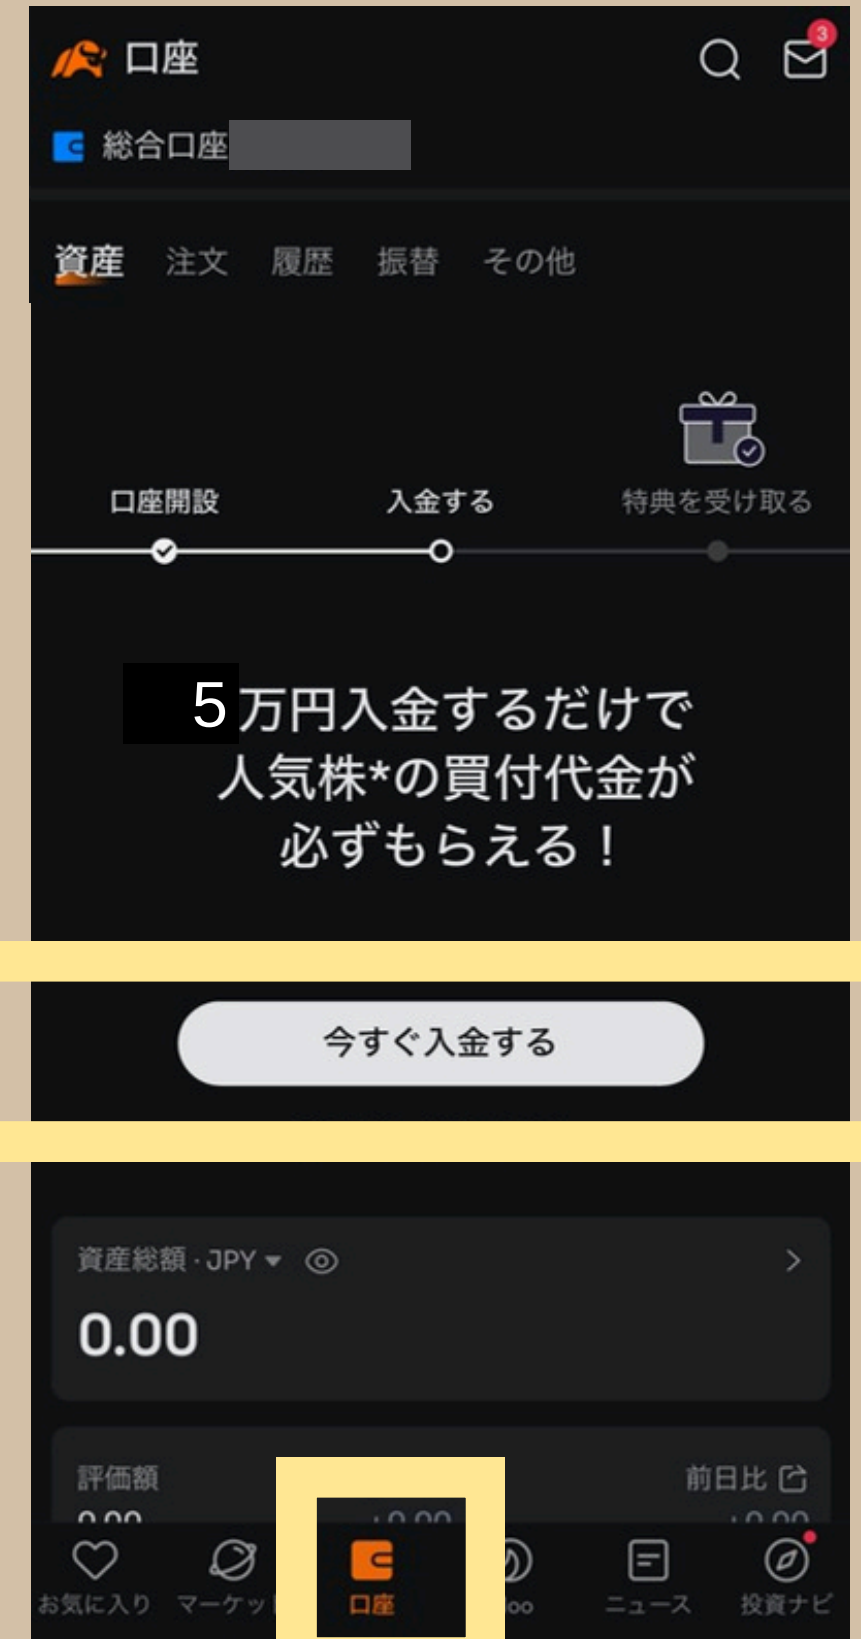 口座
3
総合口座
資産 注文 履歴 振替 その他
口座開設 入金する 特典を受け取る
5万円入金するだけで
人気株*の買付代金が
必ずもらえる！
今すぐ入金する
資産総額・JPY
0.00
評価額 前日比
お気に入り 口座 ニュース 投資ナビ